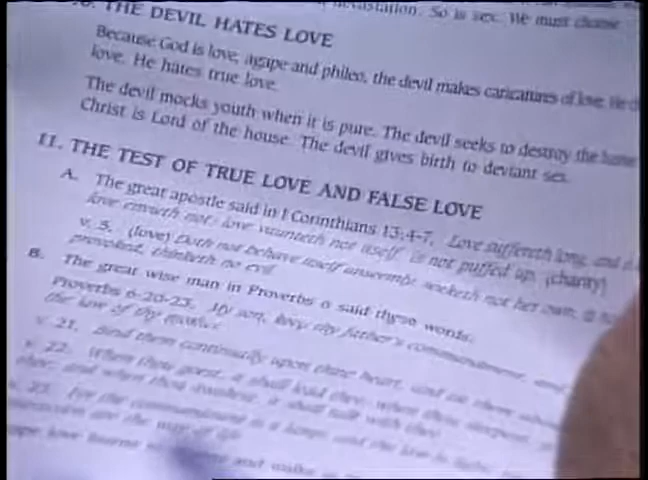 devastation. So is sex. We must choose
10. THE DEVIL HATES LOVE
Because God is love, agape and phileo, the devil makes caricatures of love. He
love. He hates true love.
The devil mocks youth when it is pure. The devil seeks to destroy the home
Christ is Lord of the house. The devil gives birth to deviant sex.
11. THE TEST OF TRUE LOVE AND FALSE LOVE
A. The great apostle said in I Corinthians 13:4-7, Love suffereth long, and is
love envieth not; love vaunteth not itself, is not puffed up, (charity)
v. 5, (love) Doth not behave itself unseemly, seeketh not her own, is
provoked, thinketh no evil
B. The great wise man in Proverbs 6 said these words:
Proverbs 6-20-23, My son, keep thy father's commandment, and
the law of thy mother
v. 21, Bind them continually upon thine heart, and tie them about
v. 22, When thou goest, it shall lead thee; when thou sleepest,
thee; and when thou awakest, it shall talk with thee
v. 23, For the commandment is a lamp; and the law is light;
are the way of life